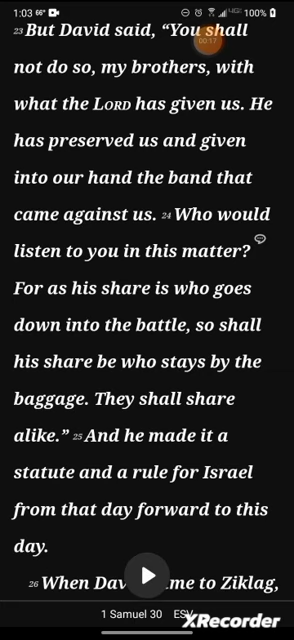 1:03 66° 100%
23 But David said, “You shall
00:17
not do so, my brothers, with
what the LORD has given us. He
has preserved us and given
into our hand the band that
came against us. 24 Who would
listen to you in this matter?
For as his share is who goes
down into the battle, so shall
his share be who stays by the
baggage. They shall share
alike.” 25 And he made it a
statute and a rule for Israel
from that day forward to this
day.
26 When Dav me to Ziklag,
1 Samuel 30 ESV
XRecorder